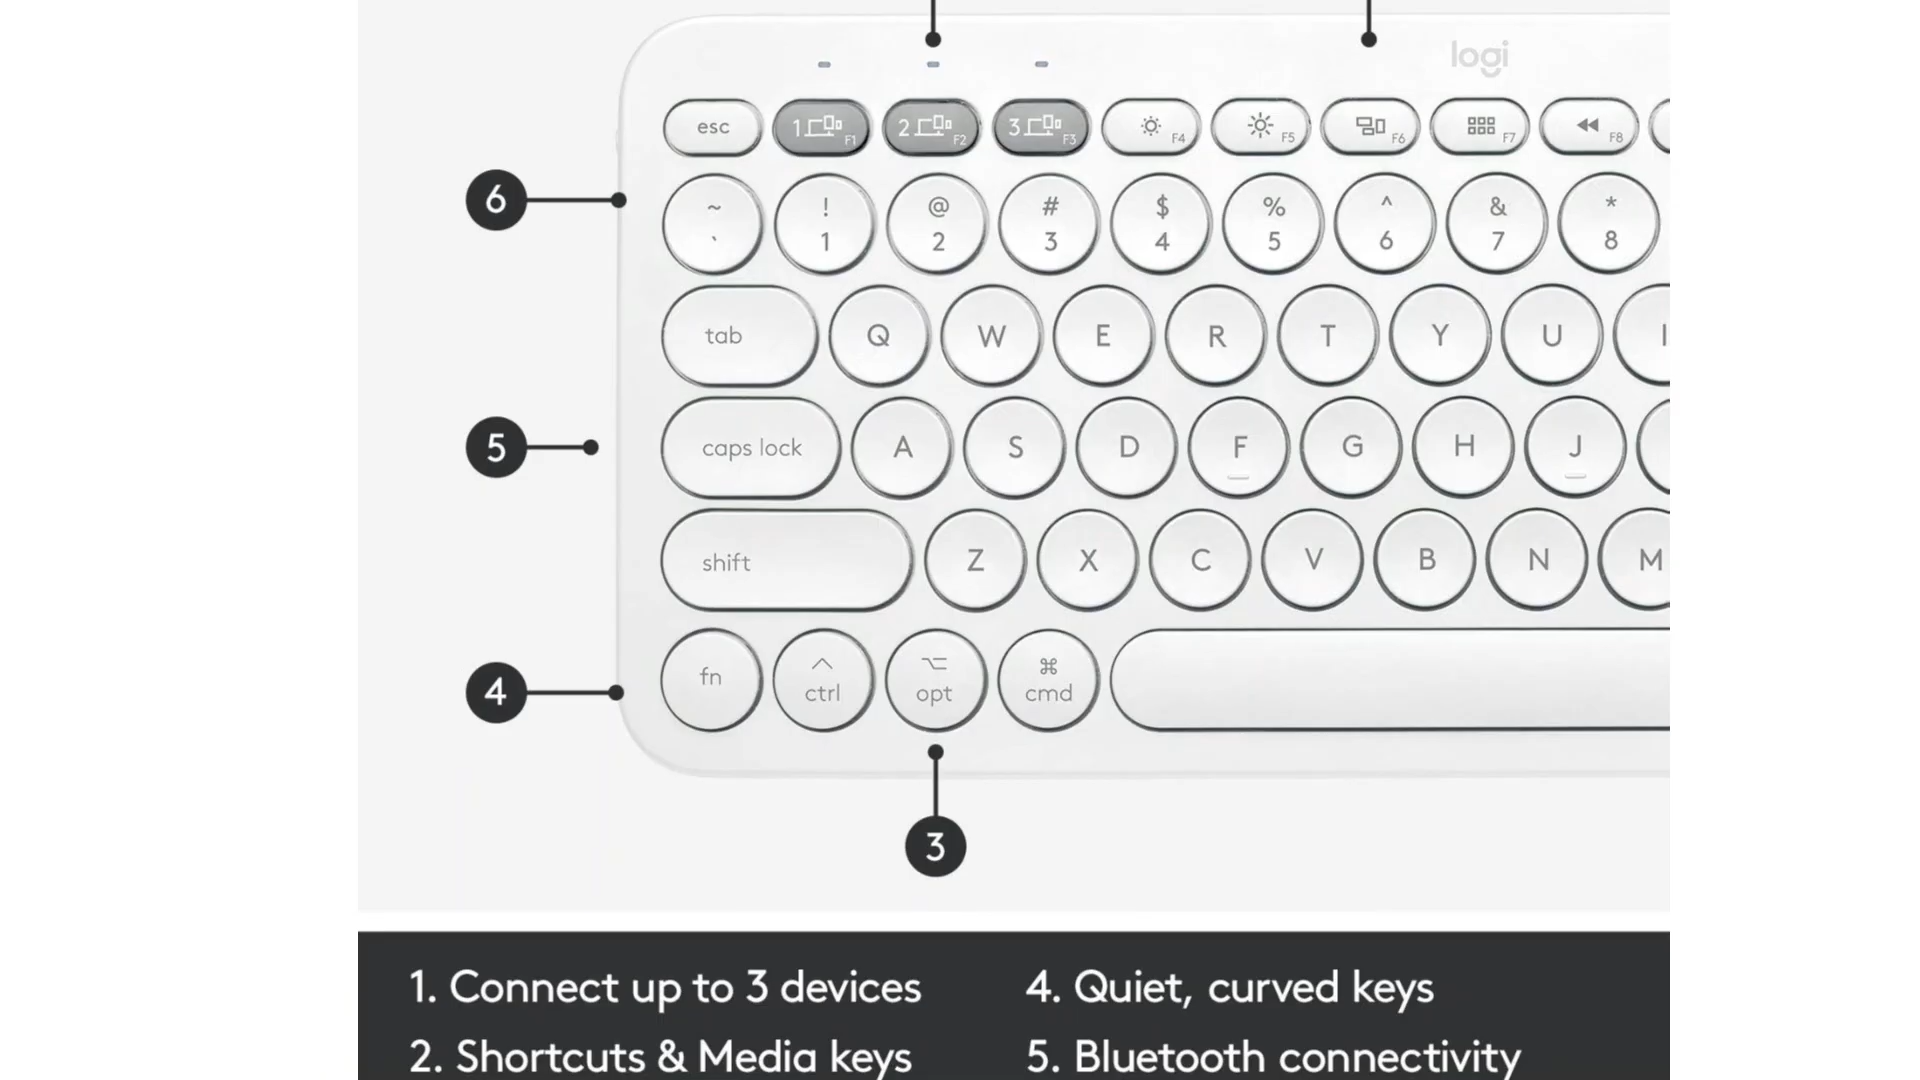 logi
esc 1 F1 2 F2 3 F3 F4 F5 F6 F7 F8
6
~ ! @ # $ % ^ & *
` 1 2 3 4 5 6 7 8
tab Q W E R T Y U I
5
caps lock A S D F G H J
shift Z X C V B N M
4
fn ctrl opt cmd
3
1. Connect up to 3 devices
2. Shortcuts & Media keys
4. Quiet, curved keys
5. Bluetooth connectivity